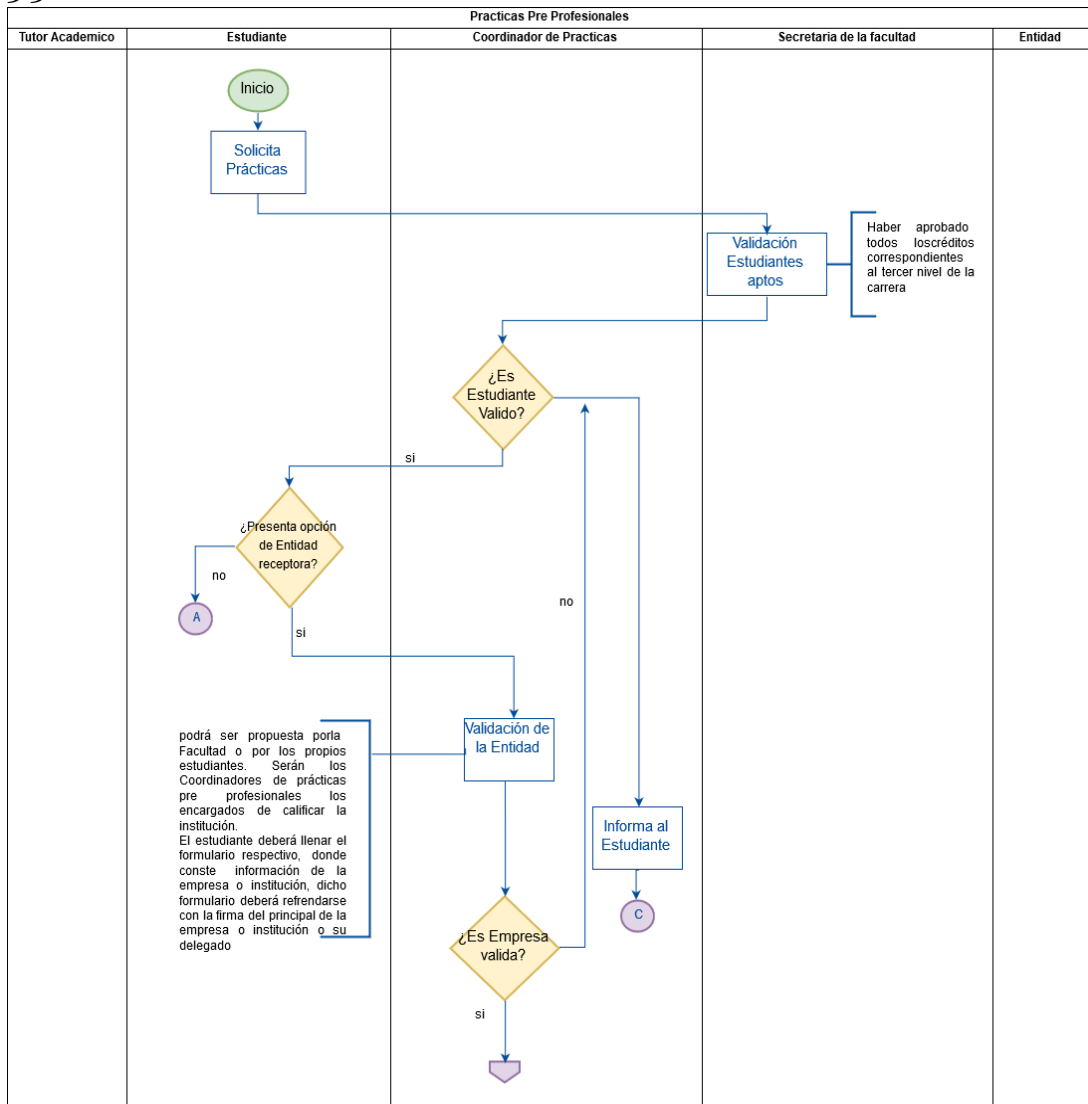 Practicas Pre Profesionales
Tutor Academico
Estudiante
Coordinador de Practicas
Secretaria de la facultad
Entidad
Inicio
Solicita
Prácticas
Validación
Estudiantes
aptos
Haber aprobado
todos loscréditos
correspondientes
al tercer nivel de la
carrera
¿Es
Estudiante
Valido?
si
¿Presenta opción
de Entidad
receptora?
no
A
si
no
Validación de
la Entidad
podrá ser propuesta porla
Facultad o por los propios
estudiantes. Serán los
Coordinadores de prácticas
pre profesionales los
encargados de calificar la
institución.
El estudiante deberá llenar el
formulario respectivo, donde
conste información de la
empresa o institución, dicho
formulario deberá refrendarse
con la firma del principal de la
empresa o institución o su
delegado
Informa al
Estudiante
C
¿Es Empresa
valida?
si